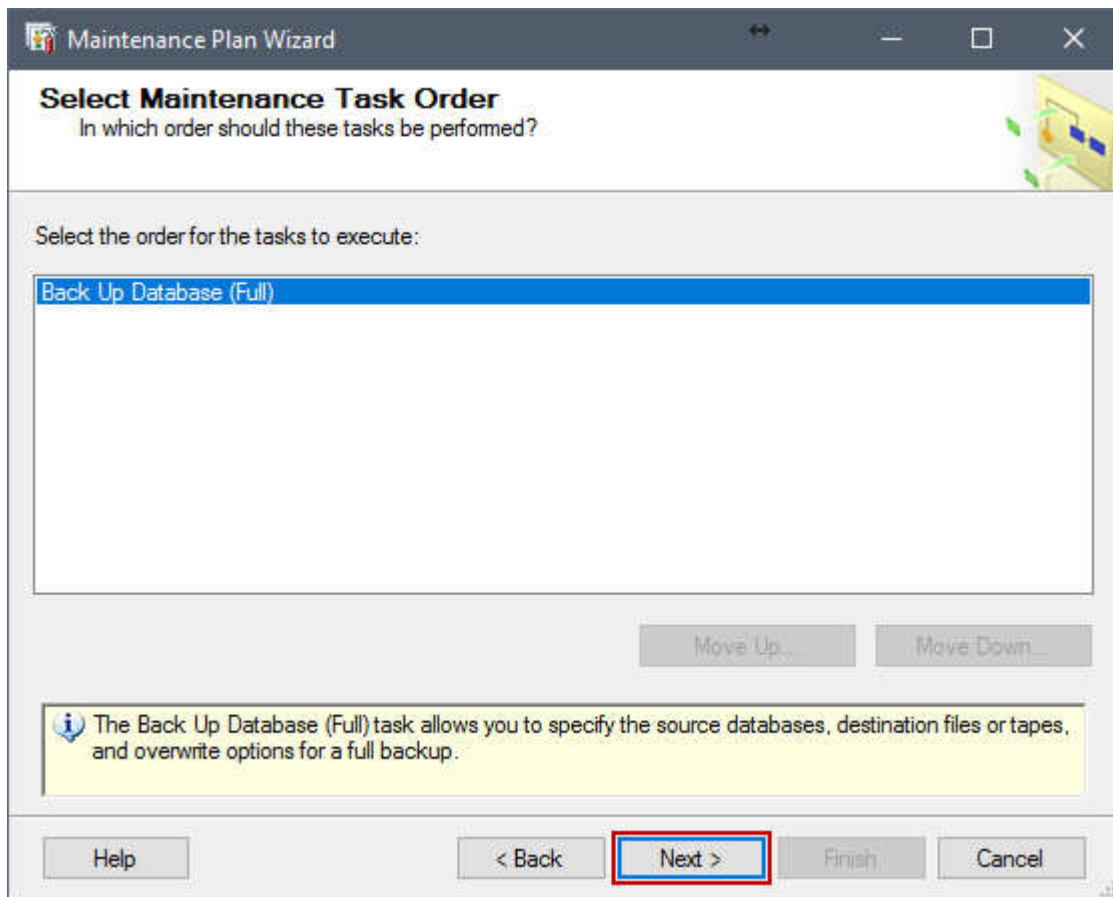 Maintenance Plan Wizard
Select Maintenance Task Order
In which order should these tasks be performed?
Select the order for the tasks to execute:
Back Up Database (Full)
Move Up... Move Down...
The Back Up Database (Full) task allows you to specify the source databases, destination files or tapes,
and overwrite options for a full backup.
Help < Back Next > Finish Cancel